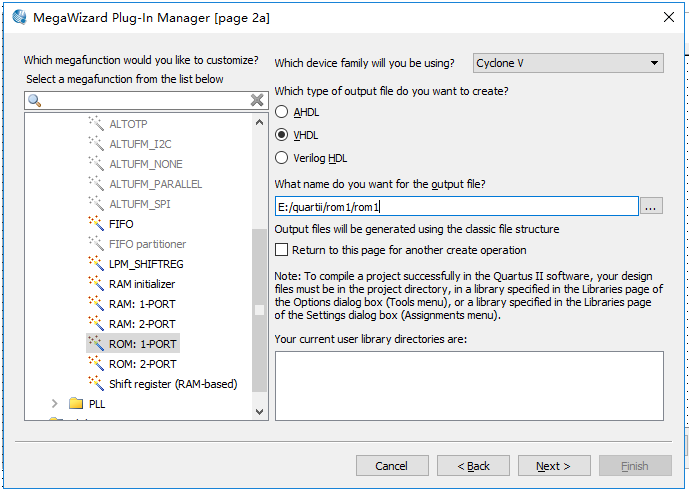 MegaWizard Plug-In Manager [page 2a]
Which megafunction would you like to customize?
Select a megafunction from the list below
ALTOTP
ALTUFM_I2C
ALTUFM_NONE
ALTUFM_PARALLEL
ALTUFM_SPI
FIFO
FIFO partitioner
LPM_SHIFTREG
RAM initializer
RAM: 1-PORT
RAM: 2-PORT
ROM: 1-PORT
ROM: 2-PORT
Shift register (RAM-based)
PLL
Which device family will you be using?
Cyclone V
Which type of output file do you want to create?
AHDL
VHDL
Verilog HDL
What name do you want for the output file?
E:/quartii/rom1/rom1
...
Output files will be generated using the classic file structure
Return to this page for another create operation
Note: To compile a project successfully in the Quartus II software, your design
files must be in the project directory, in a library specified in the Libraries page of
the Options dialog box (Tools menu), or a library specified in the Libraries page
of the Settings dialog box (Assignments menu).
Your current user library directories are:
Cancel
< Back
Next >
Finish